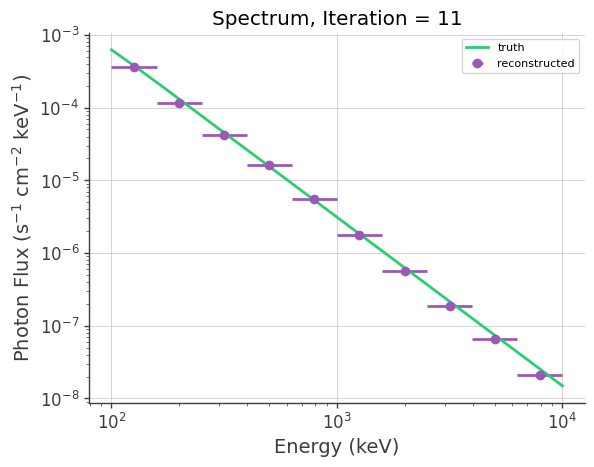 Spectrum, Iteration = 11
truth
reconstructed
Photon Flux (s⁻¹ cm⁻² keV⁻¹)
10⁻³
10⁻⁴
10⁻⁵
10⁻⁶
10⁻⁷
10⁻⁸
10² 10³ 10⁴
Energy (keV)